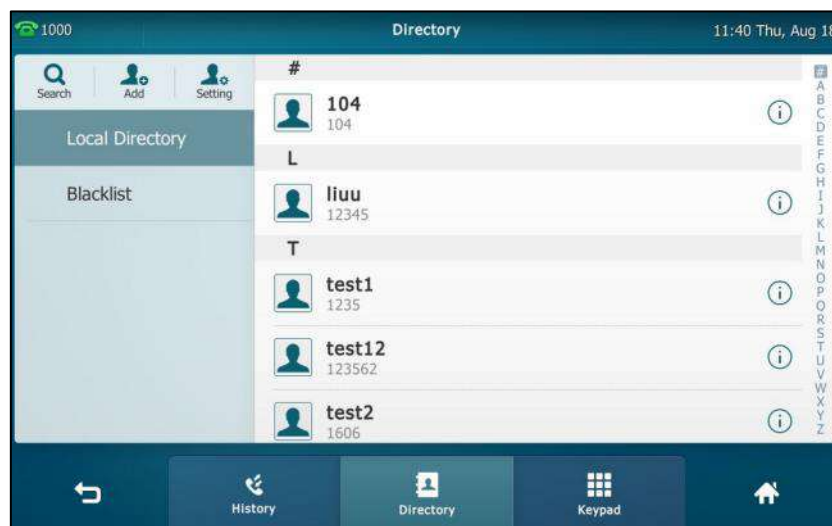 1000
Directory
11:40 Thu, Aug 18
Search Add Setting
Local Directory
Blacklist
#
104
104
L
liuu
12345
T
test1
1235
test12
123562
test2
1606
#
A
B
C
D
E
F
G
H
I
J
K
L
M
N
O
P
Q
R
S
T
U
V
W
X
Y
Z
History
Directory
Keypad